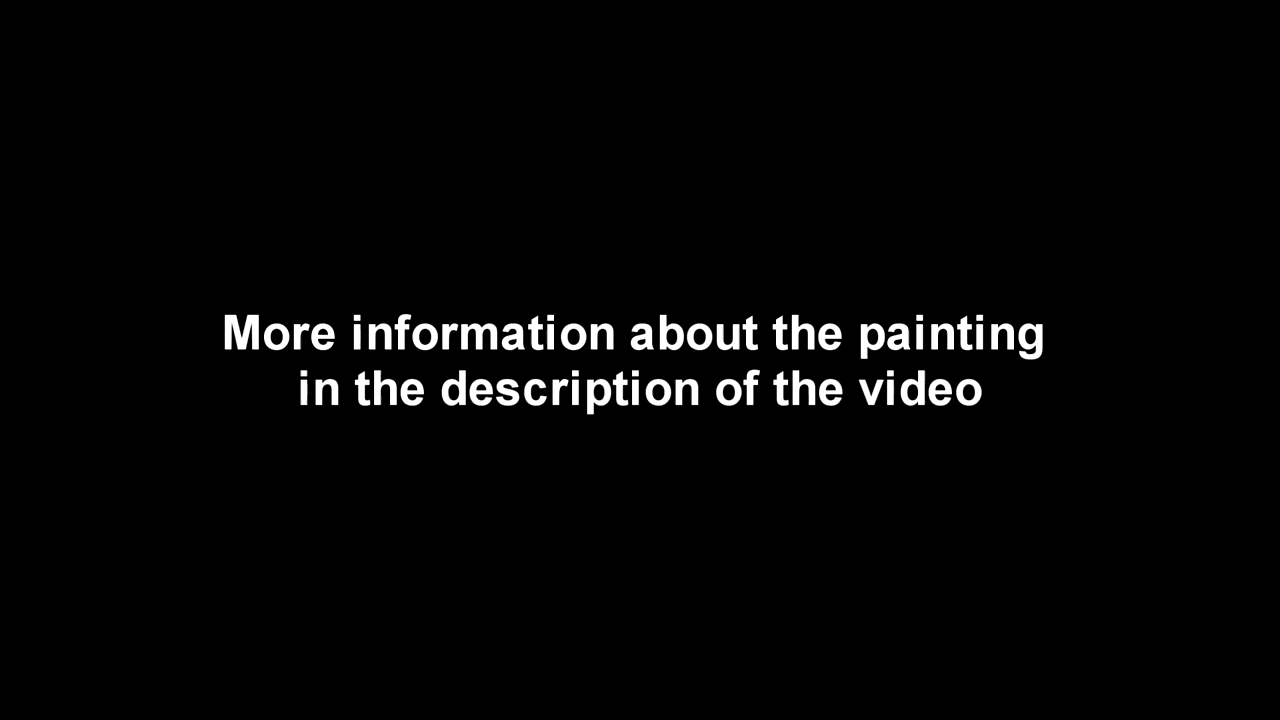 More information about the painting
in the description of the video